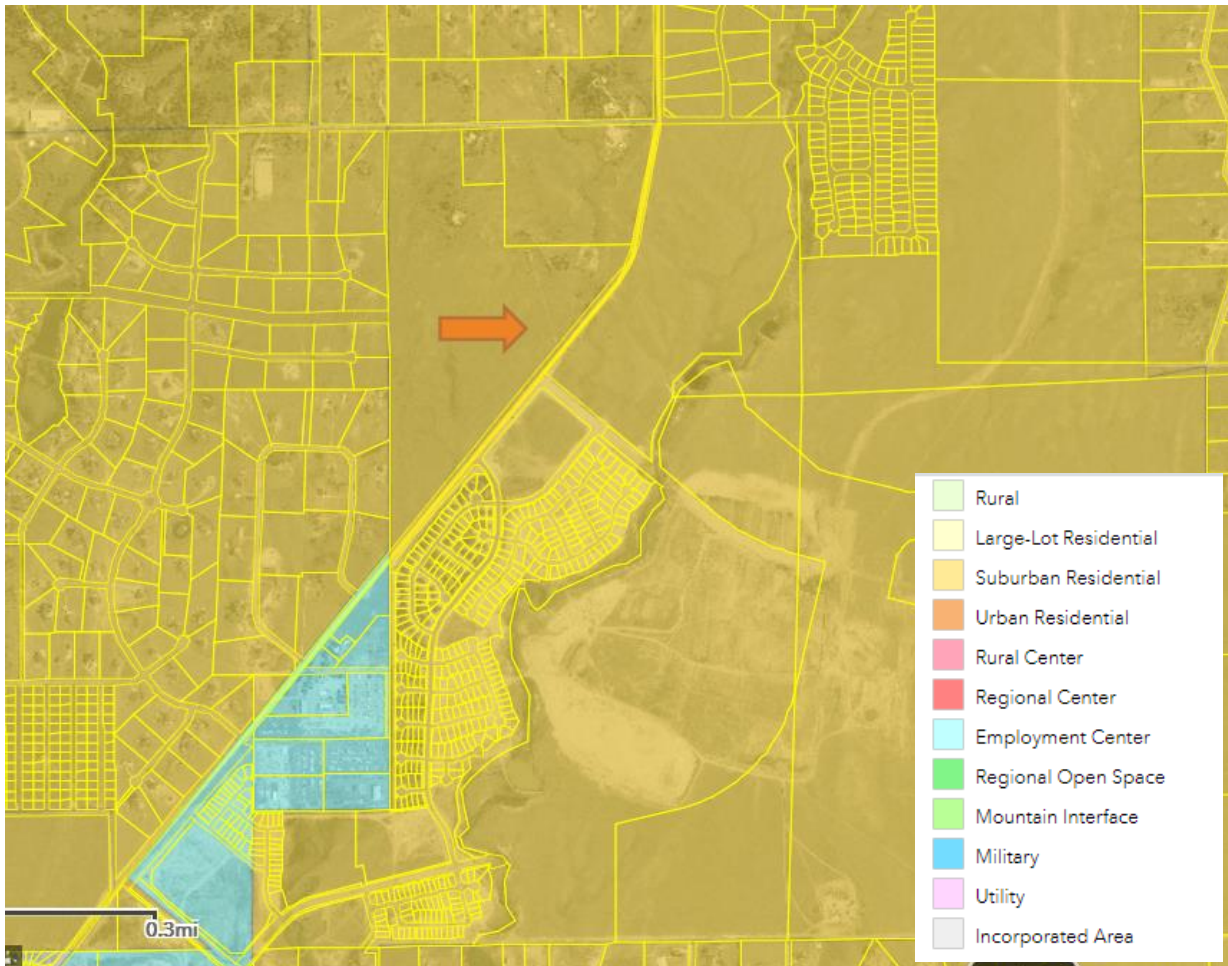 Rural
Large-Lot Residential
Suburban Residential
Urban Residential
Rural Center
Regional Center
Employment Center
Regional Open Space
Mountain Interface
Military
Utility
Incorporated Area
0.3mi